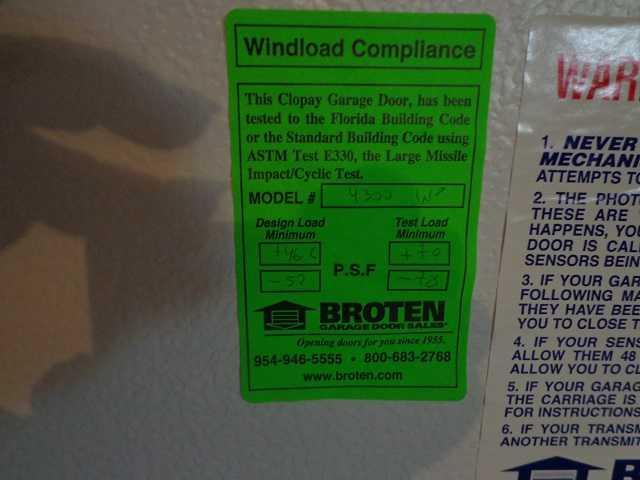 Windload Compliance
This Clopay Garage Door, has been
tested to the Florida Building Code
or the Standard Building Code using
ASTM Test E330, the Large Missile
Impact/Cyclic Test.
MODEL # 4300
Design Load
Minimum
Test Load
Minimum
P.S.F
BROTEN
GARAGE DOOR SALES
Opening doors for you since 1955.
954-946-5555 • 800-683-2768
www.broten.com
WAR
1. NEVER
MECHANI
ATTEMPTS TO
2. THE PHOT
THESE ARE
HAPPENS, YOU
DOOR IS CAL
SENSORS BEIN
3. IF YOUR GAR
FOLLOWING MA
THEY HAVE BEE
YOU TO CLOSE T
4. IF YOUR SENS
ALLOW THEM 48
ALLOW YOU TO CL
5. IF YOUR GARAG
THE CARRIAGE IS
FOR INSTRUCTIONS
6. IF YOUR TRANSM
ANOTHER TRANSMIT